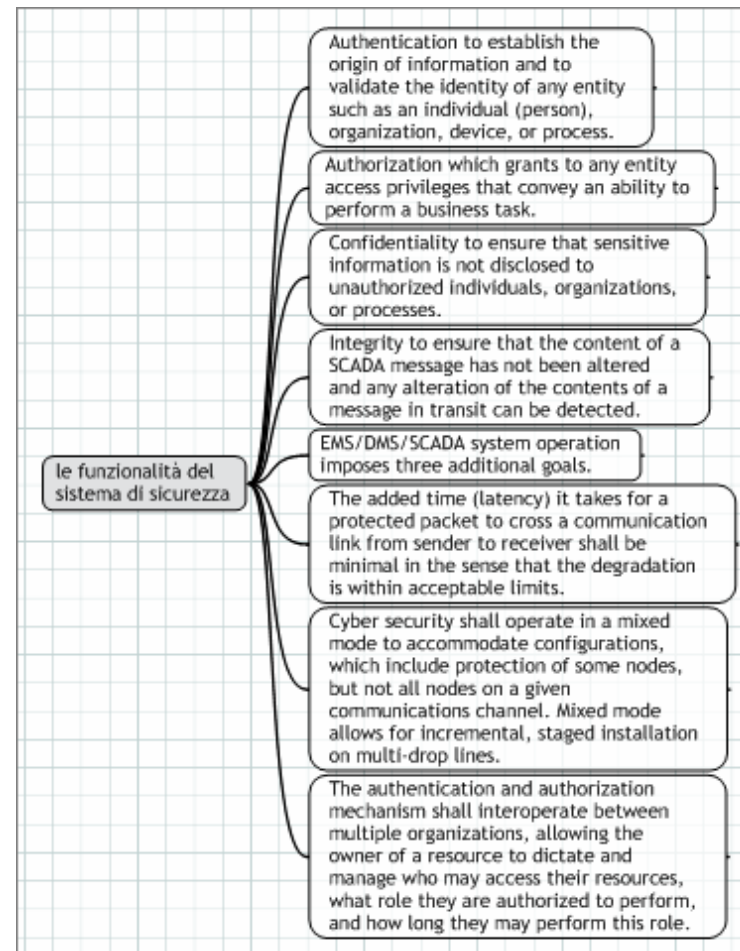 Authentication to establish the
origin of information and to
validate the identity of any entity
such as an individual (person),
organization, device, or process.
Authorization which grants to any entity
access privileges that convey an ability to
perform a business task.
Confidentiality to ensure that sensitive
information is not disclosed to
unauthorized individuals, organizations,
or processes.
Integrity to ensure that the content of a
SCADA message has not been altered
and any alteration of the contents of a
message in transit can be detected.
EMS/DMS/SCADA system operation
imposes three additional goals.
le funzionalità del
sistema di sicurezza
The added time (latency) it takes for a
protected packet to cross a communication
link from sender to receiver shall be
minimal in the sense that the degradation
is within acceptable limits.
Cyber security shall operate in a mixed
mode to accommodate configurations,
which include protection of some nodes,
but not all nodes on a given
communications channel. Mixed mode
allows for incremental, staged installation
on multi-drop lines.
The authentication and authorization
mechanism shall interoperate between
multiple organizations, allowing the
owner of a resource to dictate and
manage who may access their resources,
what role they are authorized to perform,
and how long they may perform this role.